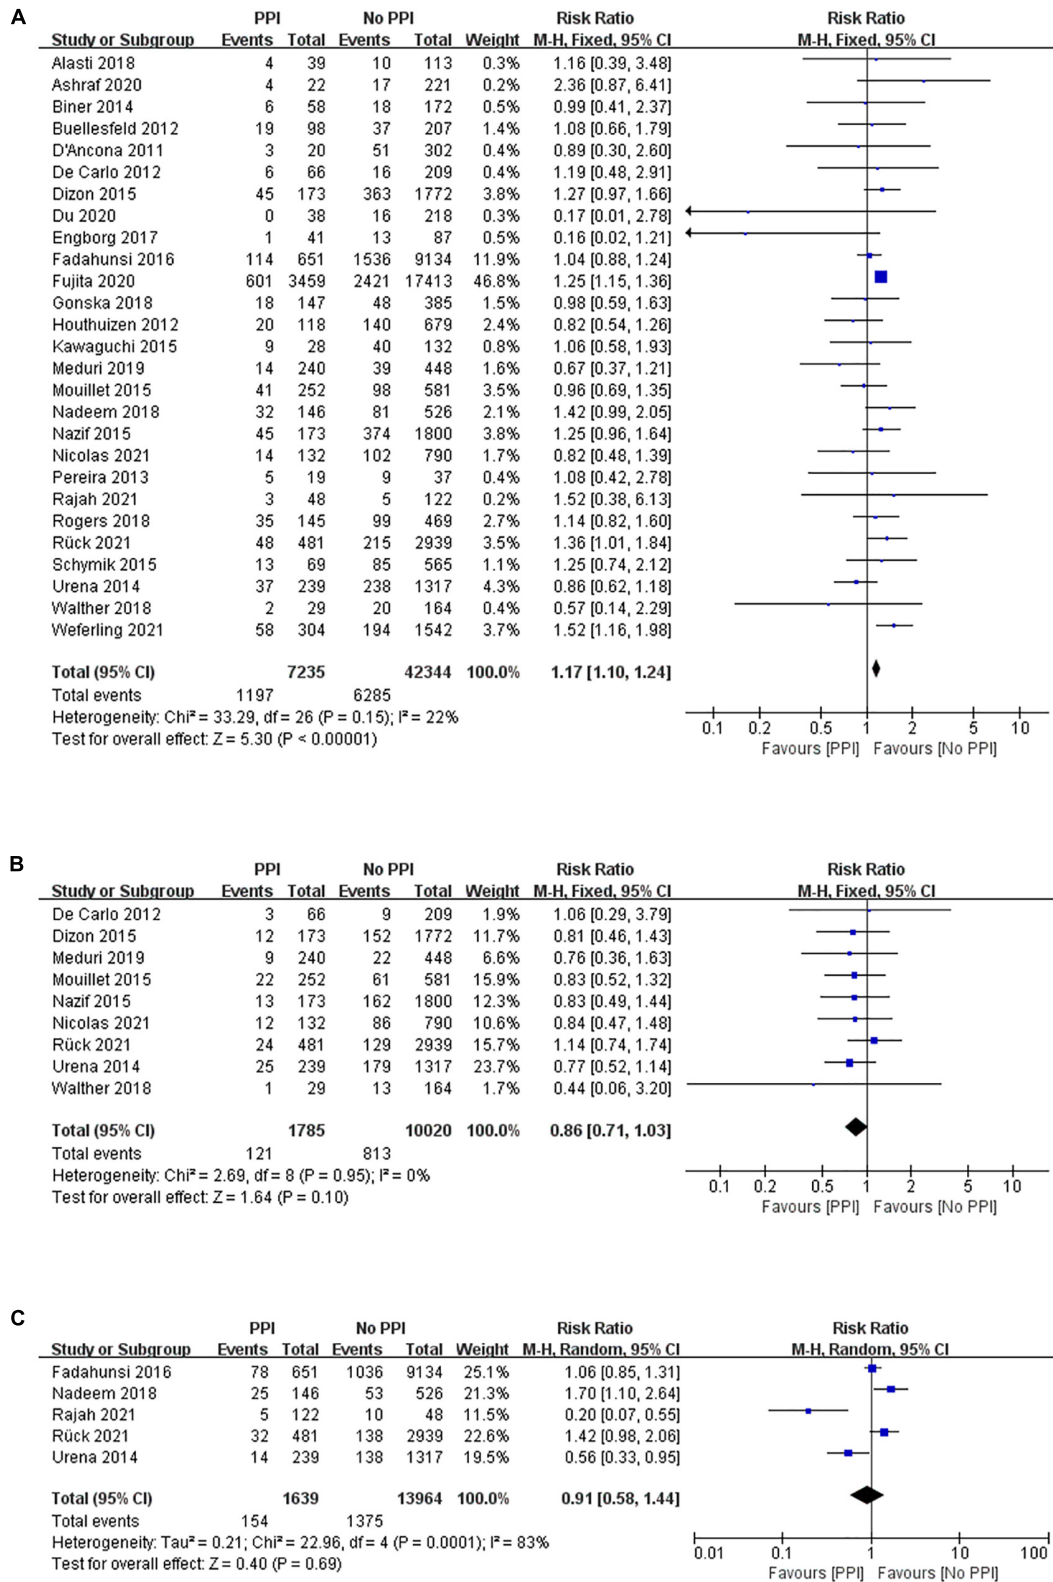 A
PPI No PPI Risk Ratio Risk Ratio
Study or Subgroup Events Total Events Total Weight M-H, Fixed, 95% CI M-H, Fixed, 95% CI
Alasti 2018 4 39 10 113 0.3% 1.16 [0.39, 3.48]
Ashraf 2020 4 22 17 221 0.2% 2.36 [0.87, 6.41]
Biner 2014 6 58 18 172 0.6% 0.99 [0.41, 2.37]
Buellesfeld 2012 19 98 37 207 1.4% 1.08 [0.66, 1.79]
D'Ancona 2011 3 20 51 302 0.4% 0.89 [0.30, 2.60]
De Carlo 2012 6 66 16 209 0.5% 1.19 [0.48, 2.91]
Dizon 2015 45 173 363 1772 3.8% 1.27 [0.97, 1.66]
Du 2020 0 38 16 218 0.3% 0.17 [0.01, 2.78]
Engborg 2017 1 41 13 87 0.5% 0.16 [0.02, 1.21]
Fadahunsi 2016 114 651 1536 9134 11.9% 1.04 [0.88, 1.24]
Fujita 2020 601 3459 2421 17413 46.8% 1.25 [1.15, 1.36]
Gonska 2018 18 147 48 385 1.5% 0.98 [0.59, 1.63]
Houthuizen 2012 20 118 140 679 2.4% 0.82 [0.54, 1.26]
Kawaguchi 2015 9 28 40 132 0.8% 1.06 [0.58, 1.93]
Meduri 2019 14 240 39 448 1.6% 0.67 [0.37, 1.21]
Mouillet 2015 41 252 98 581 3.5% 0.96 [0.69, 1.35]
Nadeem 2018 32 146 81 526 2.1% 1.42 [0.99, 2.05]
Nazif 2015 45 173 374 1800 3.8% 1.25 [0.96, 1.64]
Nicolas 2021 14 132 102 790 1.7% 0.82 [0.48, 1.39]
Pereira 2013 5 19 9 37 0.4% 1.08 [0.42, 2.78]
Rajah 2021 3 48 5 122 0.2% 1.52 [0.38, 6.13]
Rogers 2018 35 145 99 469 2.7% 1.14 [0.82, 1.60]
Rück 2021 48 481 215 2939 3.5% 1.36 [1.01, 1.84]
Schymik 2015 13 69 85 565 1.1% 1.25 [0.74, 2.12]
Urena 2014 37 239 238 1317 4.3% 0.86 [0.62, 1.18]
Walther 2018 2 29 20 164 0.4% 0.57 [0.14, 2.29]
Weferling 2021 58 304 194 1542 3.7% 1.52 [1.16, 1.98]
Total (95% CI) 7235 42344 100.0% 1.17 [1.10, 1.24]
Total events 1197 6285
Heterogeneity: Chi² = 33.29, df = 26 (P = 0.15); I² = 22%
Test for overall effect: Z = 5.30 (P < 0.00001)
0.1 0.2 0.5 1 2 5 10
Favours [PPI] Favours [No PPI]
B
PPI No PPI Risk Ratio Risk Ratio
Study or Subgroup Events Total Events Total Weight M-H, Fixed, 95% CI M-H, Fixed, 95% CI
De Carlo 2012 3 66 9 209 1.9% 1.06 [0.29, 3.79]
Dizon 2015 12 173 152 1772 11.7% 0.81 [0.46, 1.43]
Meduri 2019 9 240 22 448 6.6% 0.76 [0.36, 1.63]
Mouillet 2015 22 252 61 581 15.9% 0.83 [0.52, 1.32]
Nazif 2015 13 173 162 1800 12.3% 0.83 [0.49, 1.44]
Nicolas 2021 12 132 86 790 10.6% 0.84 [0.47, 1.48]
Rück 2021 24 481 129 2939 15.7% 1.14 [0.74, 1.74]
Urena 2014 25 239 179 1317 23.7% 0.77 [0.52, 1.14]
Walther 2018 1 29 13 164 1.7% 0.44 [0.06, 3.20]
Total (95% CI) 1785 10020 100.0% 0.86 [0.71, 1.03]
Total events 121 813
Heterogeneity: Chi² = 2.69, df = 8 (P = 0.95); I² = 0%
Test for overall effect: Z = 1.64 (P = 0.10)
0.1 0.2 0.5 1 2 5 10
Favours [PPI] Favours [No PPI]
C
PPI No PPI Risk Ratio Risk Ratio
Study or Subgroup Events Total Events Total Weight M-H, Random, 95% CI M-H, Random, 95% CI
Fadahunsi 2016 78 651 1036 9134 25.1% 1.06 [0.85, 1.31]
Nadeem 2018 25 146 53 526 21.3% 1.70 [1.10, 2.64]
Rajah 2021 5 122 10 48 11.5% 0.20 [0.07, 0.55]
Rück 2021 32 481 138 2939 22.6% 1.42 [0.98, 2.06]
Urena 2014 14 239 138 1317 19.5% 0.56 [0.33, 0.95]
Total (95% CI) 1639 13964 100.0% 0.91 [0.58, 1.44]
Total events 154 1375
Heterogeneity: Tau² = 0.21; Chi² = 22.96, df = 4 (P = 0.0001); I² = 83%
Test for overall effect: Z = 0.40 (P = 0.69)
0.01 0.1 1 10 100
Favours [PPI] Favours [No PPI]